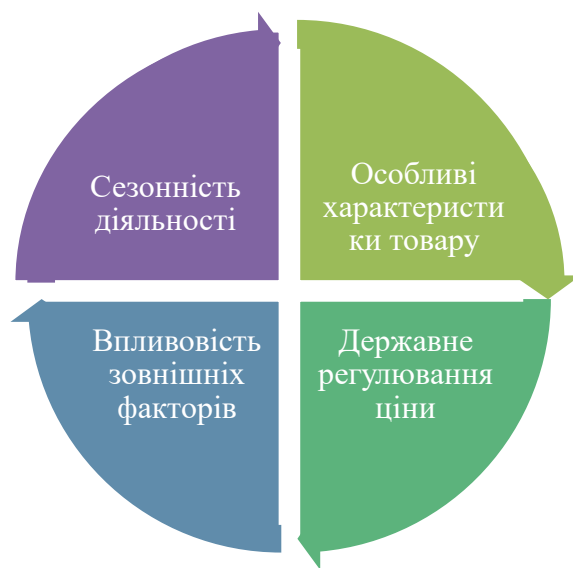 Сезонність
діяльності
Особливі
характеристи
ки товару
Впливовість
зовнішніх
факторів
Державне
регулювання
ціни